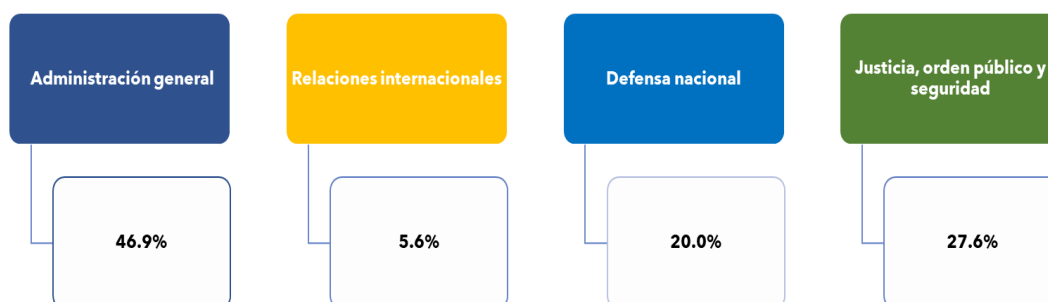 Administración general
Relaciones internacionales
Defensa nacional
Justicia, orden público y
seguridad
46.9%
5.6%
20.0%
27.6%